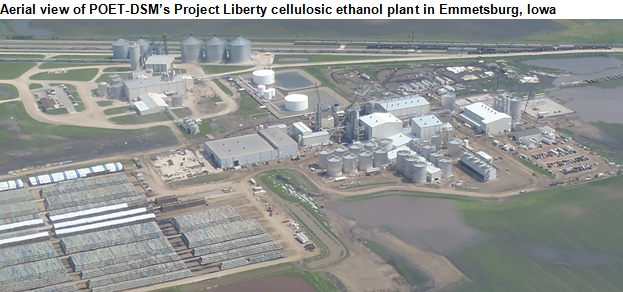 Aerial view of POET-DSM’s Project Liberty cellulosic ethanol plant in Emmetsburg, Iowa